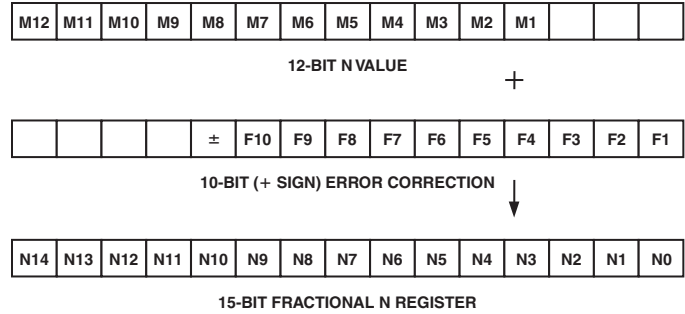 M12 M11 M10 M9 M8 M7 M6 M5 M4 M3 M2 M1
12-BIT N VALUE
+
± F10 F9 F8 F7 F6 F5 F4 F3 F2 F1
10-BIT (+ SIGN) ERROR CORRECTION
N14 N13 N12 N11 N10 N9 N8 N7 N6 N5 N4 N3 N2 N1 N0
15-BIT FRACTIONAL N REGISTER